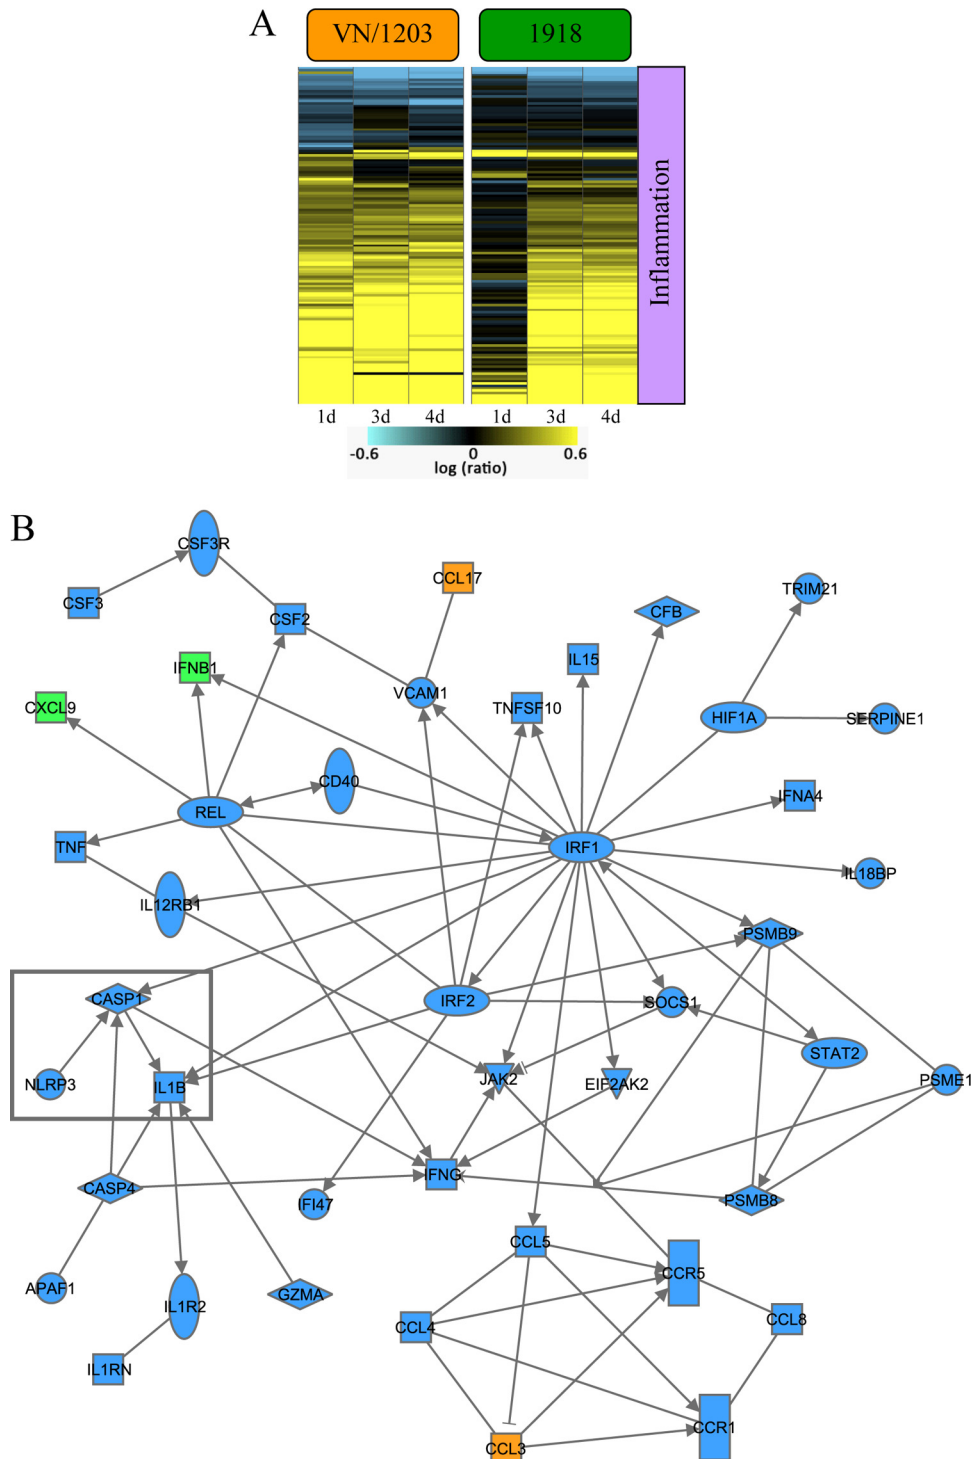 A
VN/1203
1918
Inflammation
1d 3d 4d 1d 3d 4d
-0.6 0 0.6
log (ratio)
B
CSF3R
CSF3
CSF2
CCL17
CFB
TRIM21
IFNB1
IL15
CXCL9
VCAM1
TNFSF10
HIF1A
SERPINE1
CD40
REL
IFNA4
TNF
IRF1
IL12RB1
IL18BP
PSMB9
CASP1
IRF2
SOCS1
STAT2
NLRP3
IL1B
JAK2
EIF2AK2
PSME1
CASP4
IFNG
IFI47
PSMB8
CCL5
CCR5
APAF1
IL1R2
GZMA
CCL4
CCL8
IL1RN
CCR1
CCL3